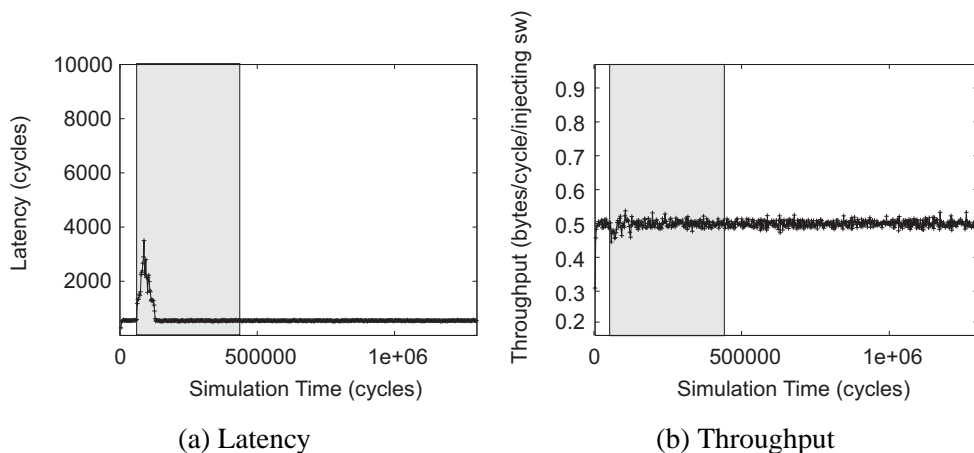 10000
8000
6000
4000
2000
Latency (cycles)
0
500000
1e+06
Simulation Time (cycles)
(a) Latency
0.9
0.8
0.7
0.6
0.5
0.4
0.3
0.2
Throughput (bytes/cycle/injecting sw)
0
500000
1e+06
Simulation Time (cycles)
(b) Throughput